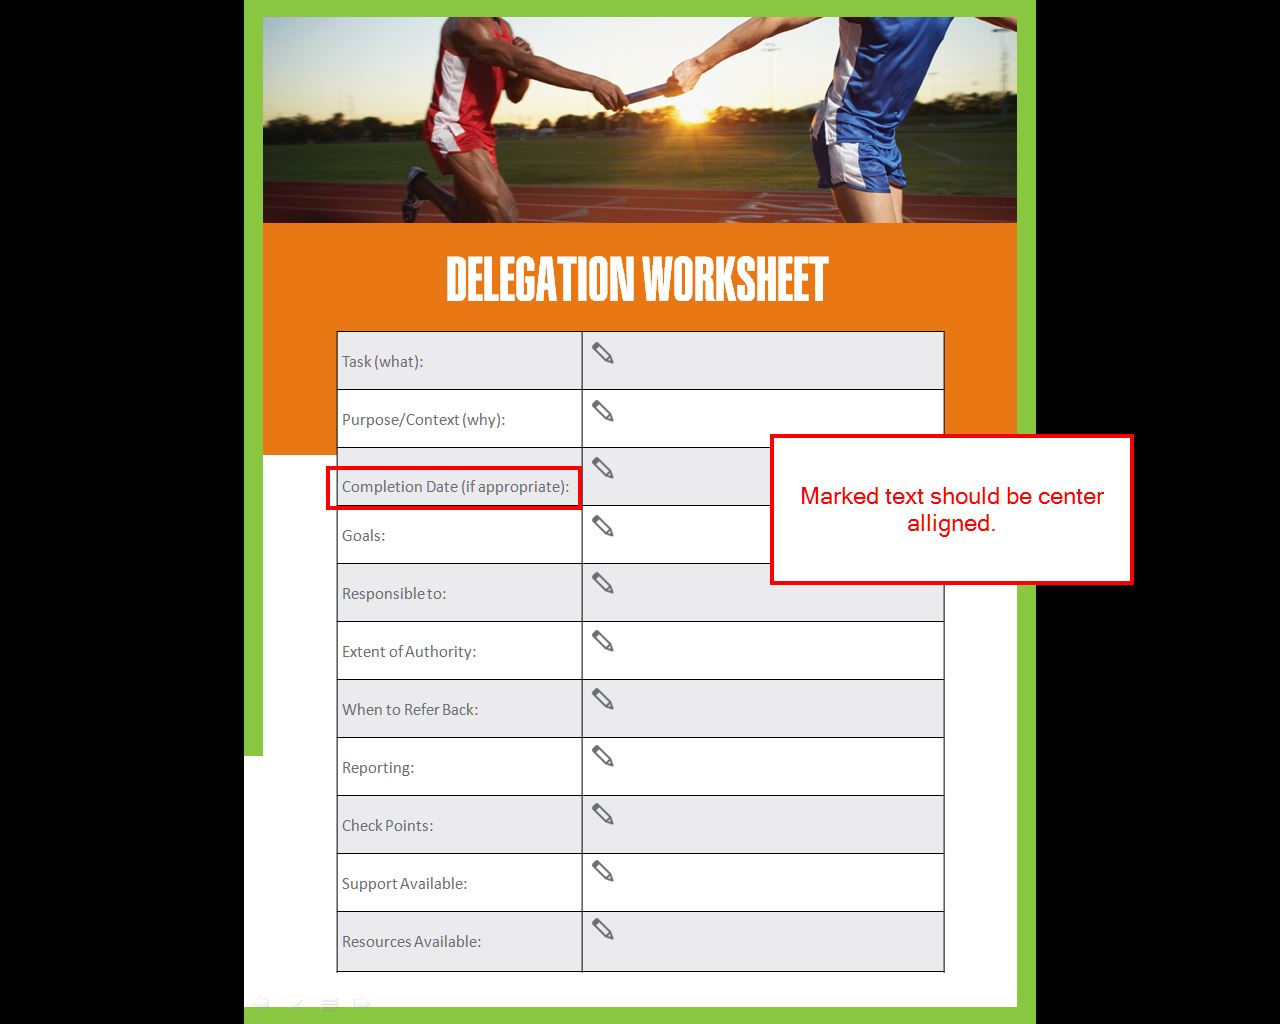 DELEGATION WORKSHEET
Task (what):
Purpose/Context (why):
Completion Date (if appropriate):
Marked text should be center
alligned.
Goals:
Responsible to:
Extent of Authority:
When to Refer Back:
Reporting:
Check Points:
Support Available:
Resources Available: